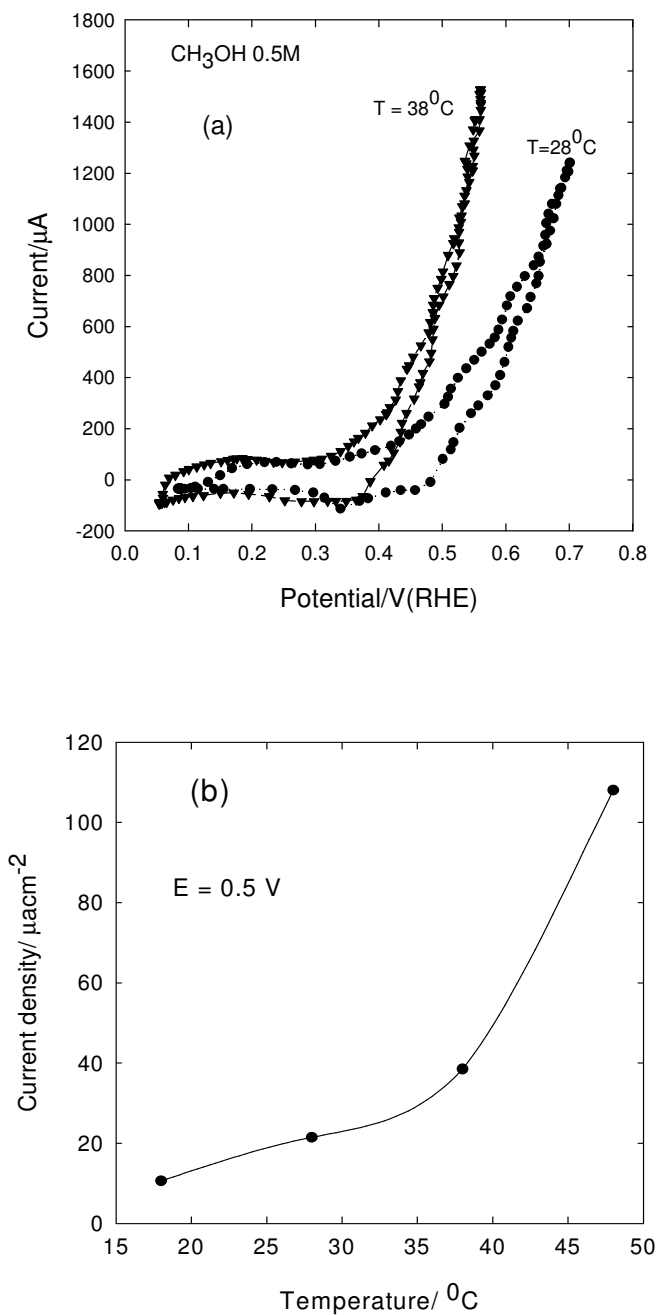 1800
1600
1400
1200
1000
800
600
400
200
0
-200
Current/μA
CH3OH 0.5M
(a)
T = 38⁰C
T=28⁰C
0.0 0.1 0.2 0.3 0.4 0.5 0.6 0.7 0.8
Potential/V(RHE)
120
100
80
60
40
20
0
Current density/ μacm-2
(b)
E = 0.5 V
15 20 25 30 35 40 45 50
Temperature/ ⁰C